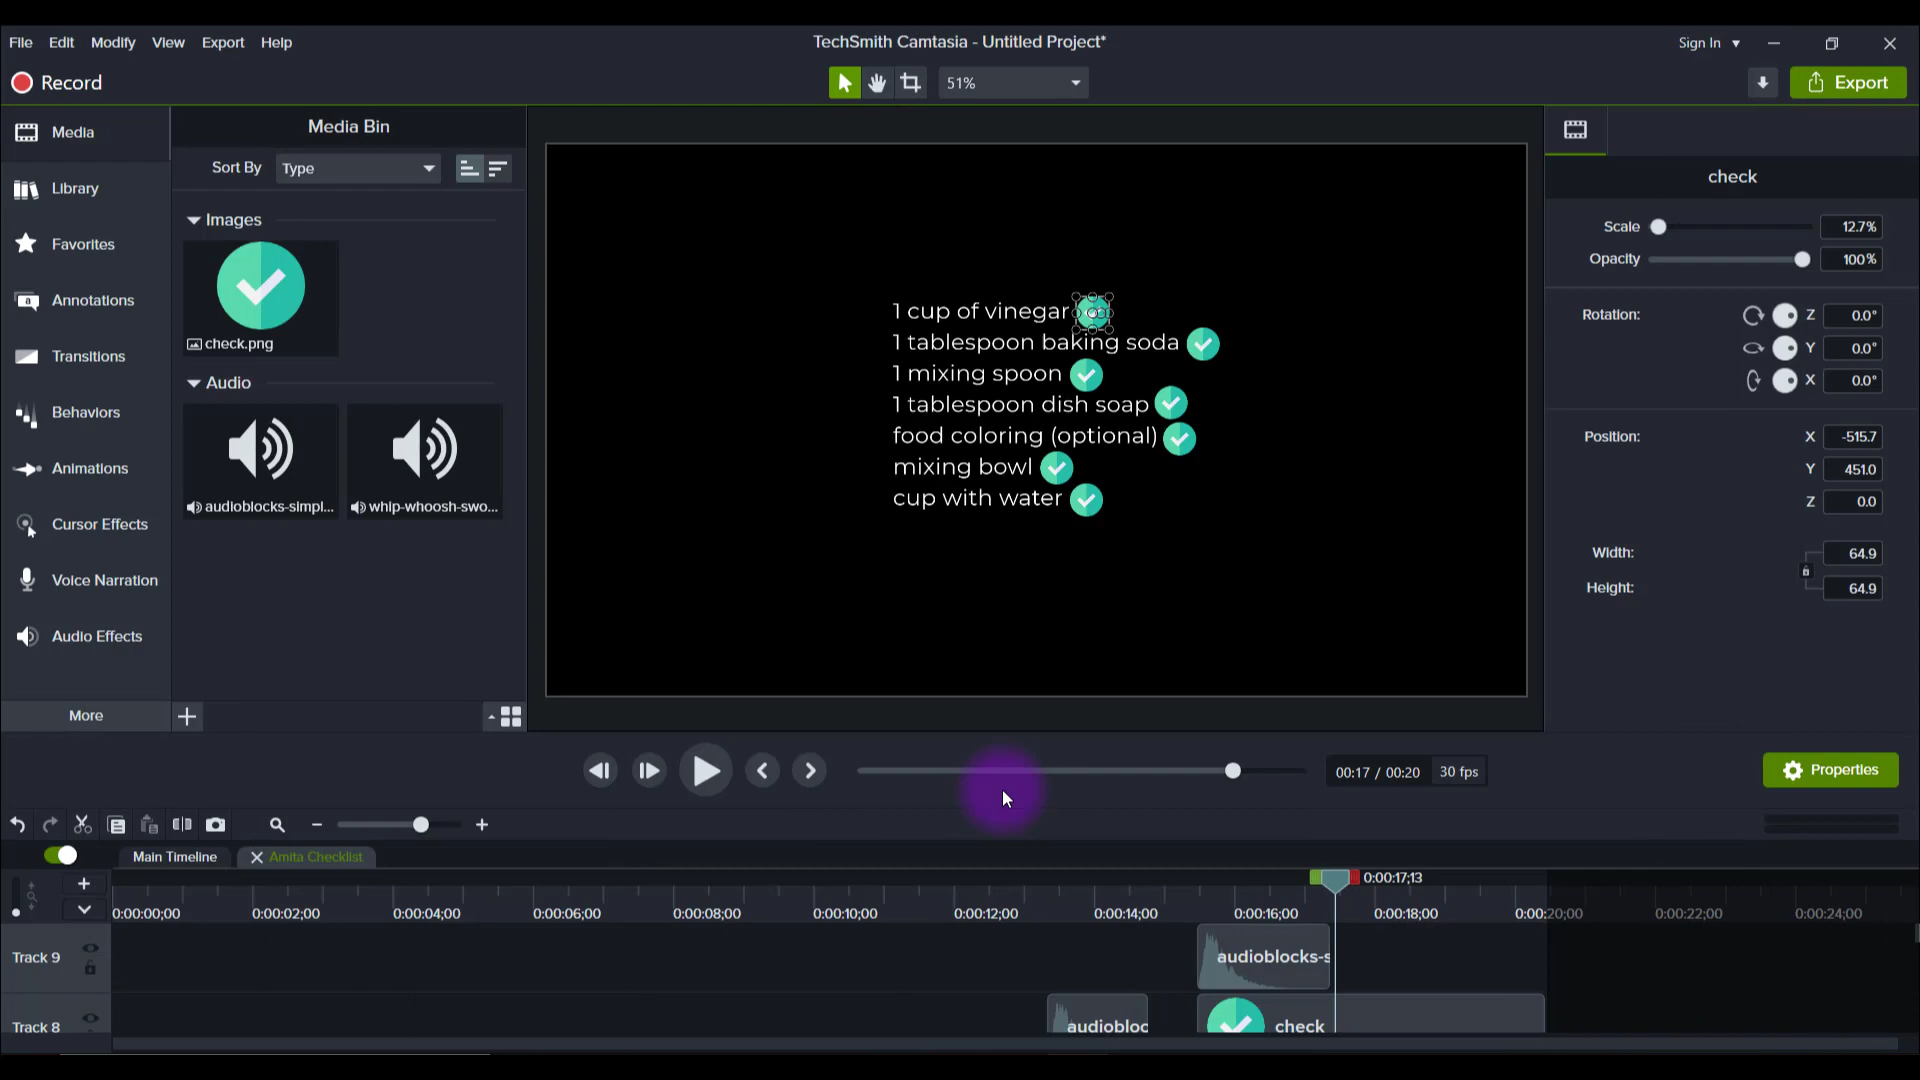 File Edit Modify View Export Help
TechSmith Camtasia - Untitled Project*
Sign In
Record
51%
Export
Media
Library
Favorites
Annotations
Transitions
Behaviors
Animations
Cursor Effects
Voice Narration
Audio Effects
More
Media Bin
Sort By Type
Images
check.png
Audio
audioblocks-simpl... whip-whoosh-swo...
1 cup of vinegar
1 tablespoon baking soda
1 mixing spoon
1 tablespoon dish soap
food coloring (optional)
mixing bowl
cup with water
check
Scale 12.7%
Opacity 100%
Rotation: Z 0.0°
Y 0.0°
X 0.0°
Position: X -515.7
Y 451.0
Z 0.0
Width: 64.9
Height: 64.9
00:17 / 00:20 30 fps
Properties
Main Timeline Amita Checklist
0:00:17;13
0:00:00;00 0:00:02;00 0:00:04;00 0:00:06;00 0:00:08;00 0:00:10;00 0:00:12;00 0:00:14;00 0:00:16;00 0:00:18;00 0:00:20;00 0:00:22;00 0:00:24;00
Track 9 audioblocks-s
Track 8 audiobloc check